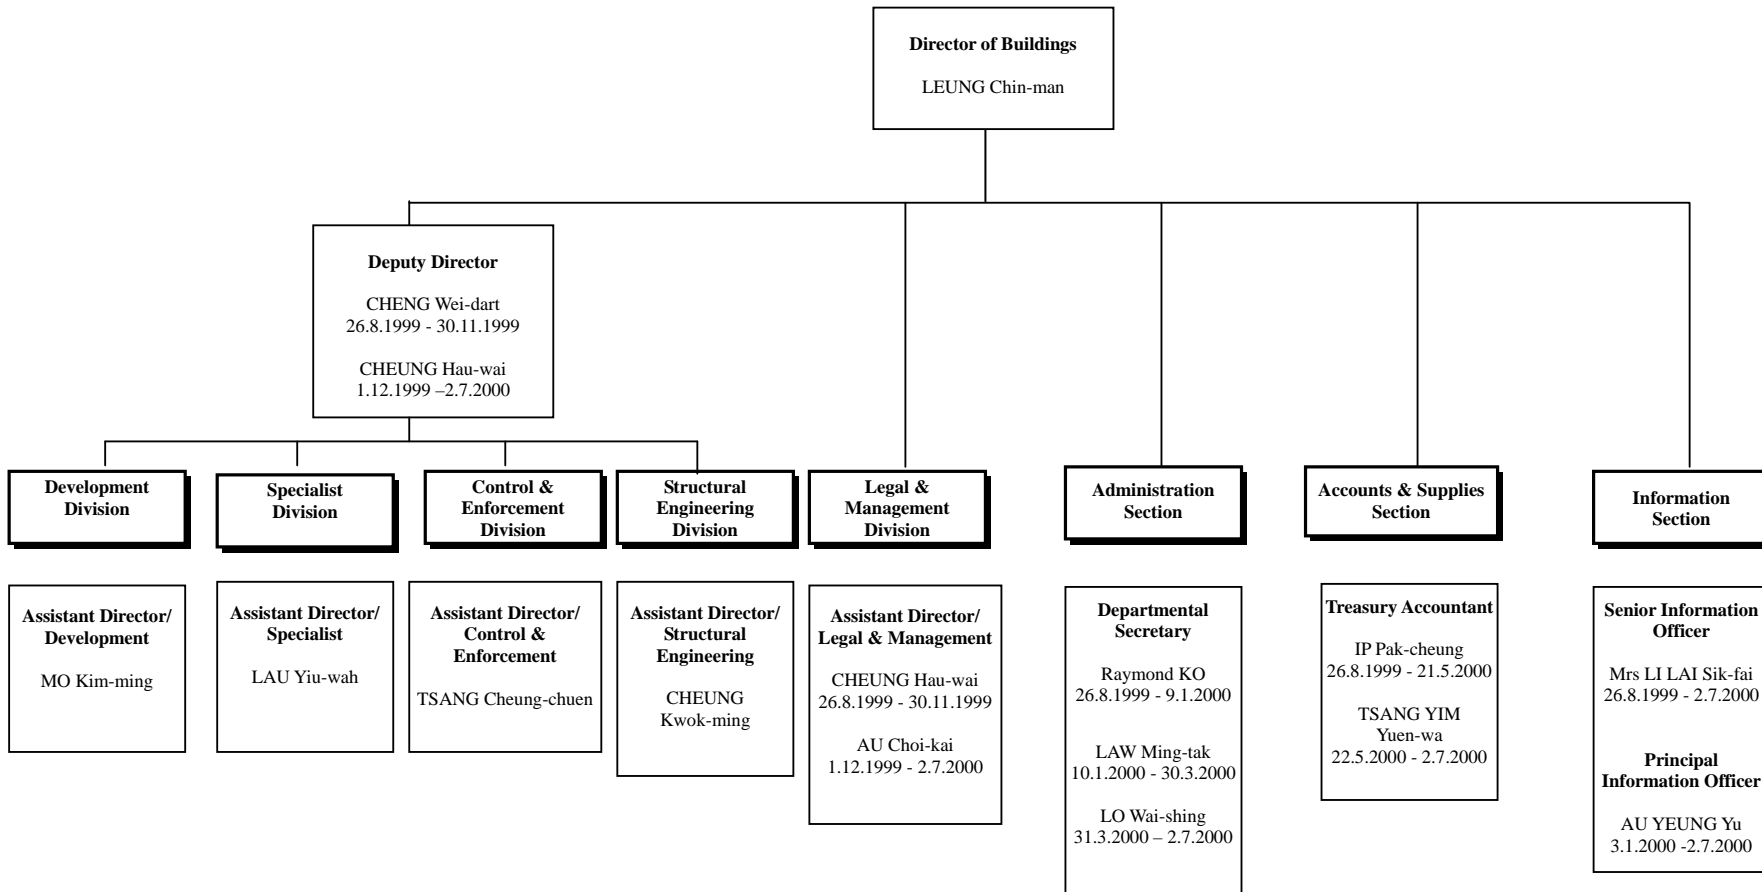 Director of Buildings
LEUNG Chin-man
Deputy Director
CHENG Wei-dart
26.8.1999 - 30.11.1999
CHEUNG Hau-wai
1.12.1999 –2.7.2000
Development
Division
Specialist
Division
Control &
Enforcement
Division
Structural
Engineering
Division
Legal &
Management
Division
Administration
Section
Accounts & Supplies
Section
Information
Section
Assistant Director/
Development
MO Kim-ming
Assistant Director/
Specialist
LAU Yiu-wah
Assistant Director/
Control &
Enforcement
TSANG Cheung-chuen
Assistant Director/
Structural
Engineering
CHEUNG
Kwok-ming
Assistant Director/
Legal & Management
CHEUNG Hau-wai
26.8.1999 - 30.11.1999
AU Choi-kai
1.12.1999 - 2.7.2000
Departmental
Secretary
Raymond KO
26.8.1999 - 9.1.2000
LAW Ming-tak
10.1.2000 - 30.3.2000
LO Wai-shing
31.3.2000 – 2.7.2000
Treasury Accountant
IP Pak-cheung
26.8.1999 - 21.5.2000
TSANG YIM
Yuen-wa
22.5.2000 - 2.7.2000
Senior Information
Officer
Mrs LI LAI Sik-fai
26.8.1999 - 2.7.2000
Principal
Information Officer
AU YEUNG Yu
3.1.2000 -2.7.2000